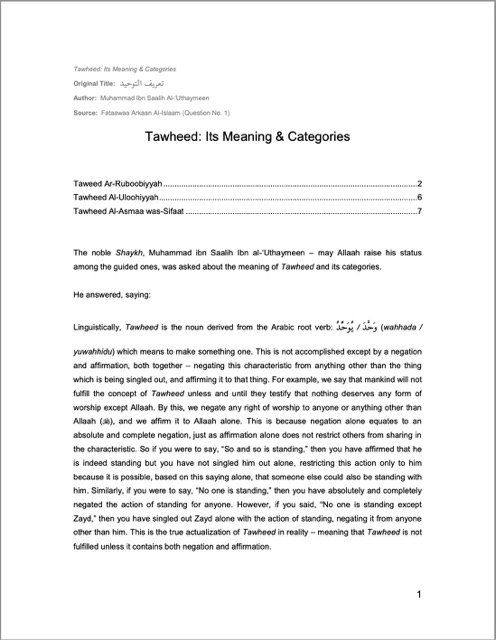 Tawheed: Its Meaning & Categories
Original Title: تعريف التوحيد
Author: Muhammad Ibn Saalih Al-'Uthaymeen
Source: Fataawaa Arkaan Al-Islaam (Question No. 1)
Tawheed: Its Meaning & Categories
Taweed Ar-Ruboobiyyah.......................................................................................2
Tawheed Al-Uloohiyyah........................................................................................6
Tawheed Al-Asmaa was-Sifaat ..............................................................................7
The noble Shaykh, Muhammad ibn Saalih Ibn al-'Uthaymeen – may Allaah raise his status
among the guided ones, was asked about the meaning of Tawheed and its categories.
He answered, saying:
Linguistically, Tawheed is the noun derived from the Arabic root verb: وَحَّدَ / يُوَحِّدُ (wahhada /
yuwahhidu) which means to make something one. This is not accomplished except by a negation
and affirmation, both together – negating this characteristic from anything other than the thing
which is being singled out, and affirming it to that thing. For example, we say that mankind will not
fulfill the concept of Tawheed unless and until they testify that nothing deserves any form of
worship except Allaah. By this, we negate any right of worship to anyone or anything other than
Allaah (ﷻ), and we affirm it to Allaah alone. This is because negation alone equates to an
absolute and complete negation, just as affirmation alone does not restrict others from sharing in
the characteristic. So if you were to say, "So and so is standing," then you have affirmed that he
is indeed standing but you have not singled him out alone, restricting this action only to him
because it is possible, based on this saying alone, that someone else could also be standing with
him. Similarly, if you were to say, "No one is standing," then you have absolutely and completely
negated the action of standing for anyone. However, if you said, "No one is standing except
Zayd," then you have singled out Zayd alone with the action of standing, negating it from anyone
other than him. This is the true actualization of Tawheed in reality – meaning that Tawheed is not
fulfilled unless it contains both negation and affirmation.
1